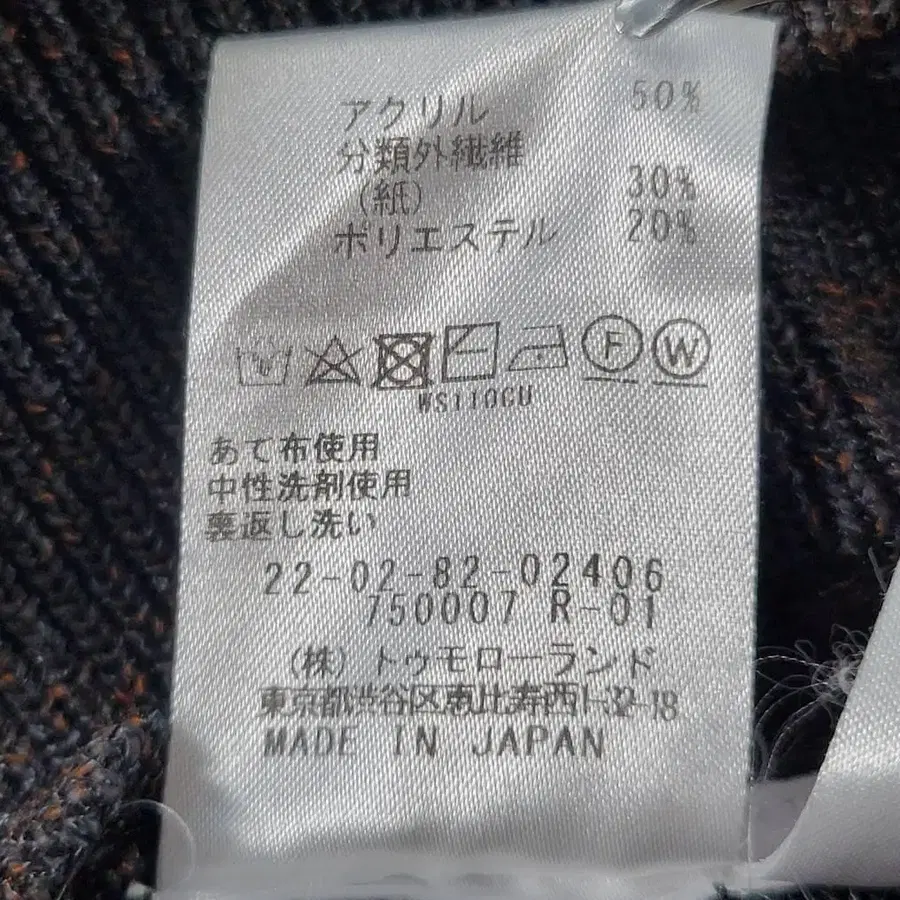 アクリル 50%
分類外繊維
(紙) 30%
ポリエステル 20%
F W
WS110CU
あて布使用
中性洗剤使用
裏返し洗い
22-02-82-02406
750007 R-01
(株) トゥモローランド
東京都渋谷区恵比寿西1-32-18
MADE IN JAPAN